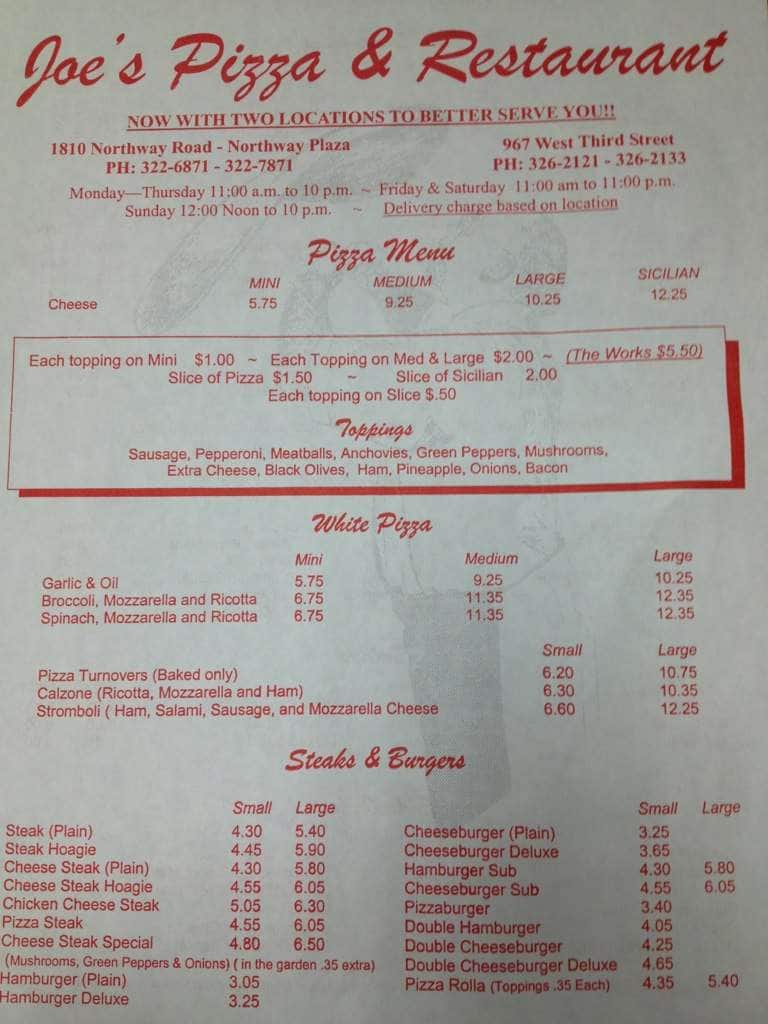 Joe's Pizza & Restaurant
NOW WITH TWO LOCATIONS TO BETTER SERVE YOU!!
1810 Northway Road - Northway Plaza 967 West Third Street
PH: 322-6871 - 322-7871 PH: 326-2121 - 326-2133
Monday—Thursday 11:00 a.m. to 10 p.m. ~ Friday & Saturday 11:00 am to 11:00 p.m.
Sunday 12:00 Noon to 10 p.m. ~ Delivery charge based on location
Pizza Menu
MINI MEDIUM LARGE SICILIAN
Cheese 5.75 9.25 10.25 12.25
Each topping on Mini $1.00 ~ Each Topping on Med & Large $2.00 ~ (The Works $5.50)
Slice of Pizza $1.50 ~ Slice of Sicilian 2.00
Each topping on Slice $.50
Toppings
Sausage, Pepperoni, Meatballs, Anchovies, Green Peppers, Mushrooms,
Extra Cheese, Black Olives, Ham, Pineapple, Onions, Bacon
White Pizza
Mini Medium Large
Garlic & Oil 5.75 9.25 10.25
Broccoli, Mozzarella and Ricotta 6.75 11.35 12.35
Spinach, Mozzarella and Ricotta 6.75 11.35 12.35
Small Large
Pizza Turnovers (Baked only) 6.20 10.75
Calzone (Ricotta, Mozzarella and Ham) 6.30 10.35
Stromboli ( Ham, Salami, Sausage, and Mozzarella Cheese 6.60 12.25
Steaks & Burgers
Small Large
Steak (Plain) 4.30 5.40
Steak Hoagie 4.45 5.90
Cheese Steak (Plain) 4.30 5.80
Cheese Steak Hoagie 4.55 6.05
Chicken Cheese Steak 5.05 6.30
Pizza Steak 4.55 6.05
Cheese Steak Special 4.80 6.50
(Mushrooms, Green Peppers & Onions) ( in the garden .35 extra)
Hamburger (Plain) 3.05
Hamburger Deluxe 3.25
Small Large
Cheeseburger (Plain) 3.25
Cheeseburger Deluxe 3.65
Hamburger Sub 4.30 5.80
Cheeseburger Sub 4.55 6.05
Pizzaburger 3.40
Double Hamburger 4.05
Double Cheeseburger 4.25
Double Cheeseburger Deluxe 4.65
Pizza Rolla (Toppings .35 Each) 4.35 5.40